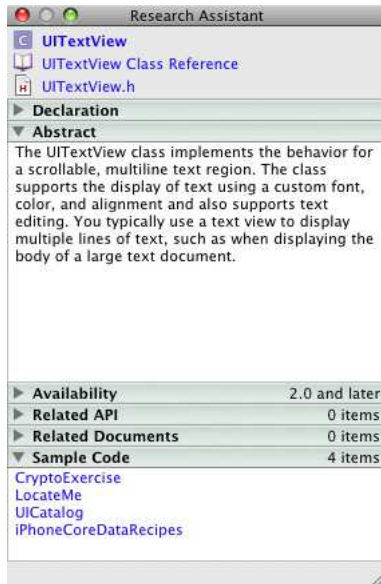 Research Assistant
C UITextView
UITextView Class Reference
H UITextView.h
Declaration
Abstract
The UITextView class implements the behavior for
a scrollable, multiline text region. The class
supports the display of text using a custom font,
color, and alignment and also supports text
editing. You typically use a text view to display
multiple lines of text, such as when displaying the
body of a large text document.
Availability 2.0 and later
Related API 0 items
Related Documents 0 items
Sample Code 4 items
CryptoExercise
LocateMe
UICatalog
iPhoneCoreDataRecipes